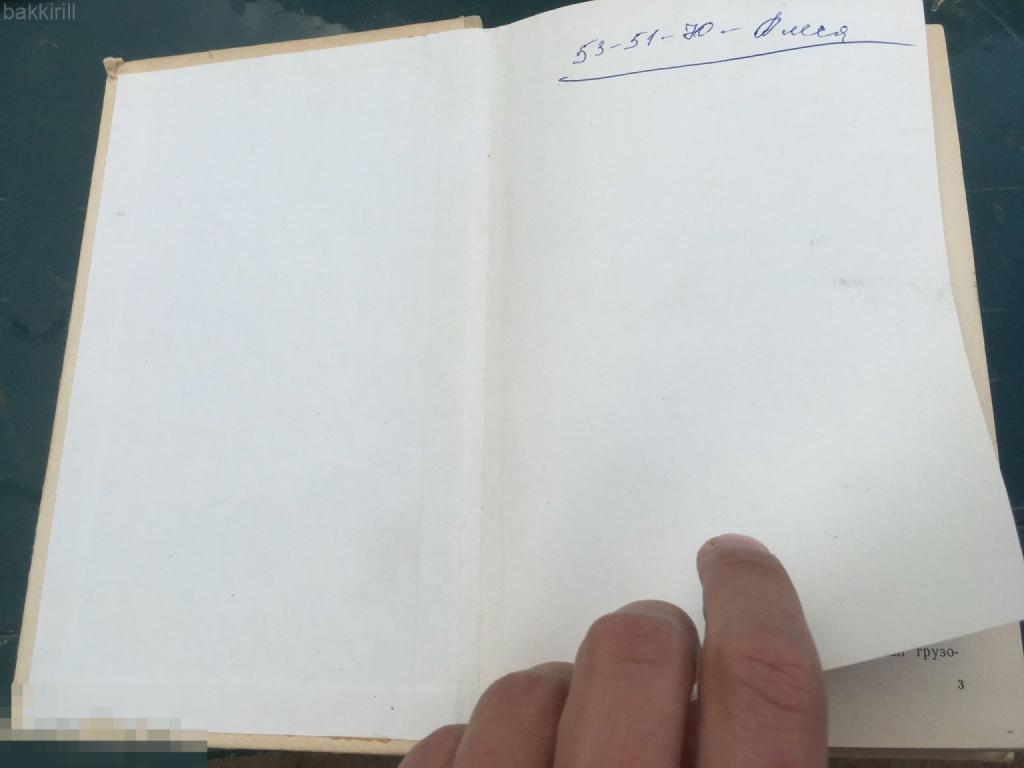 bakkirill
53-51-70 - Олеся
грузо-
3